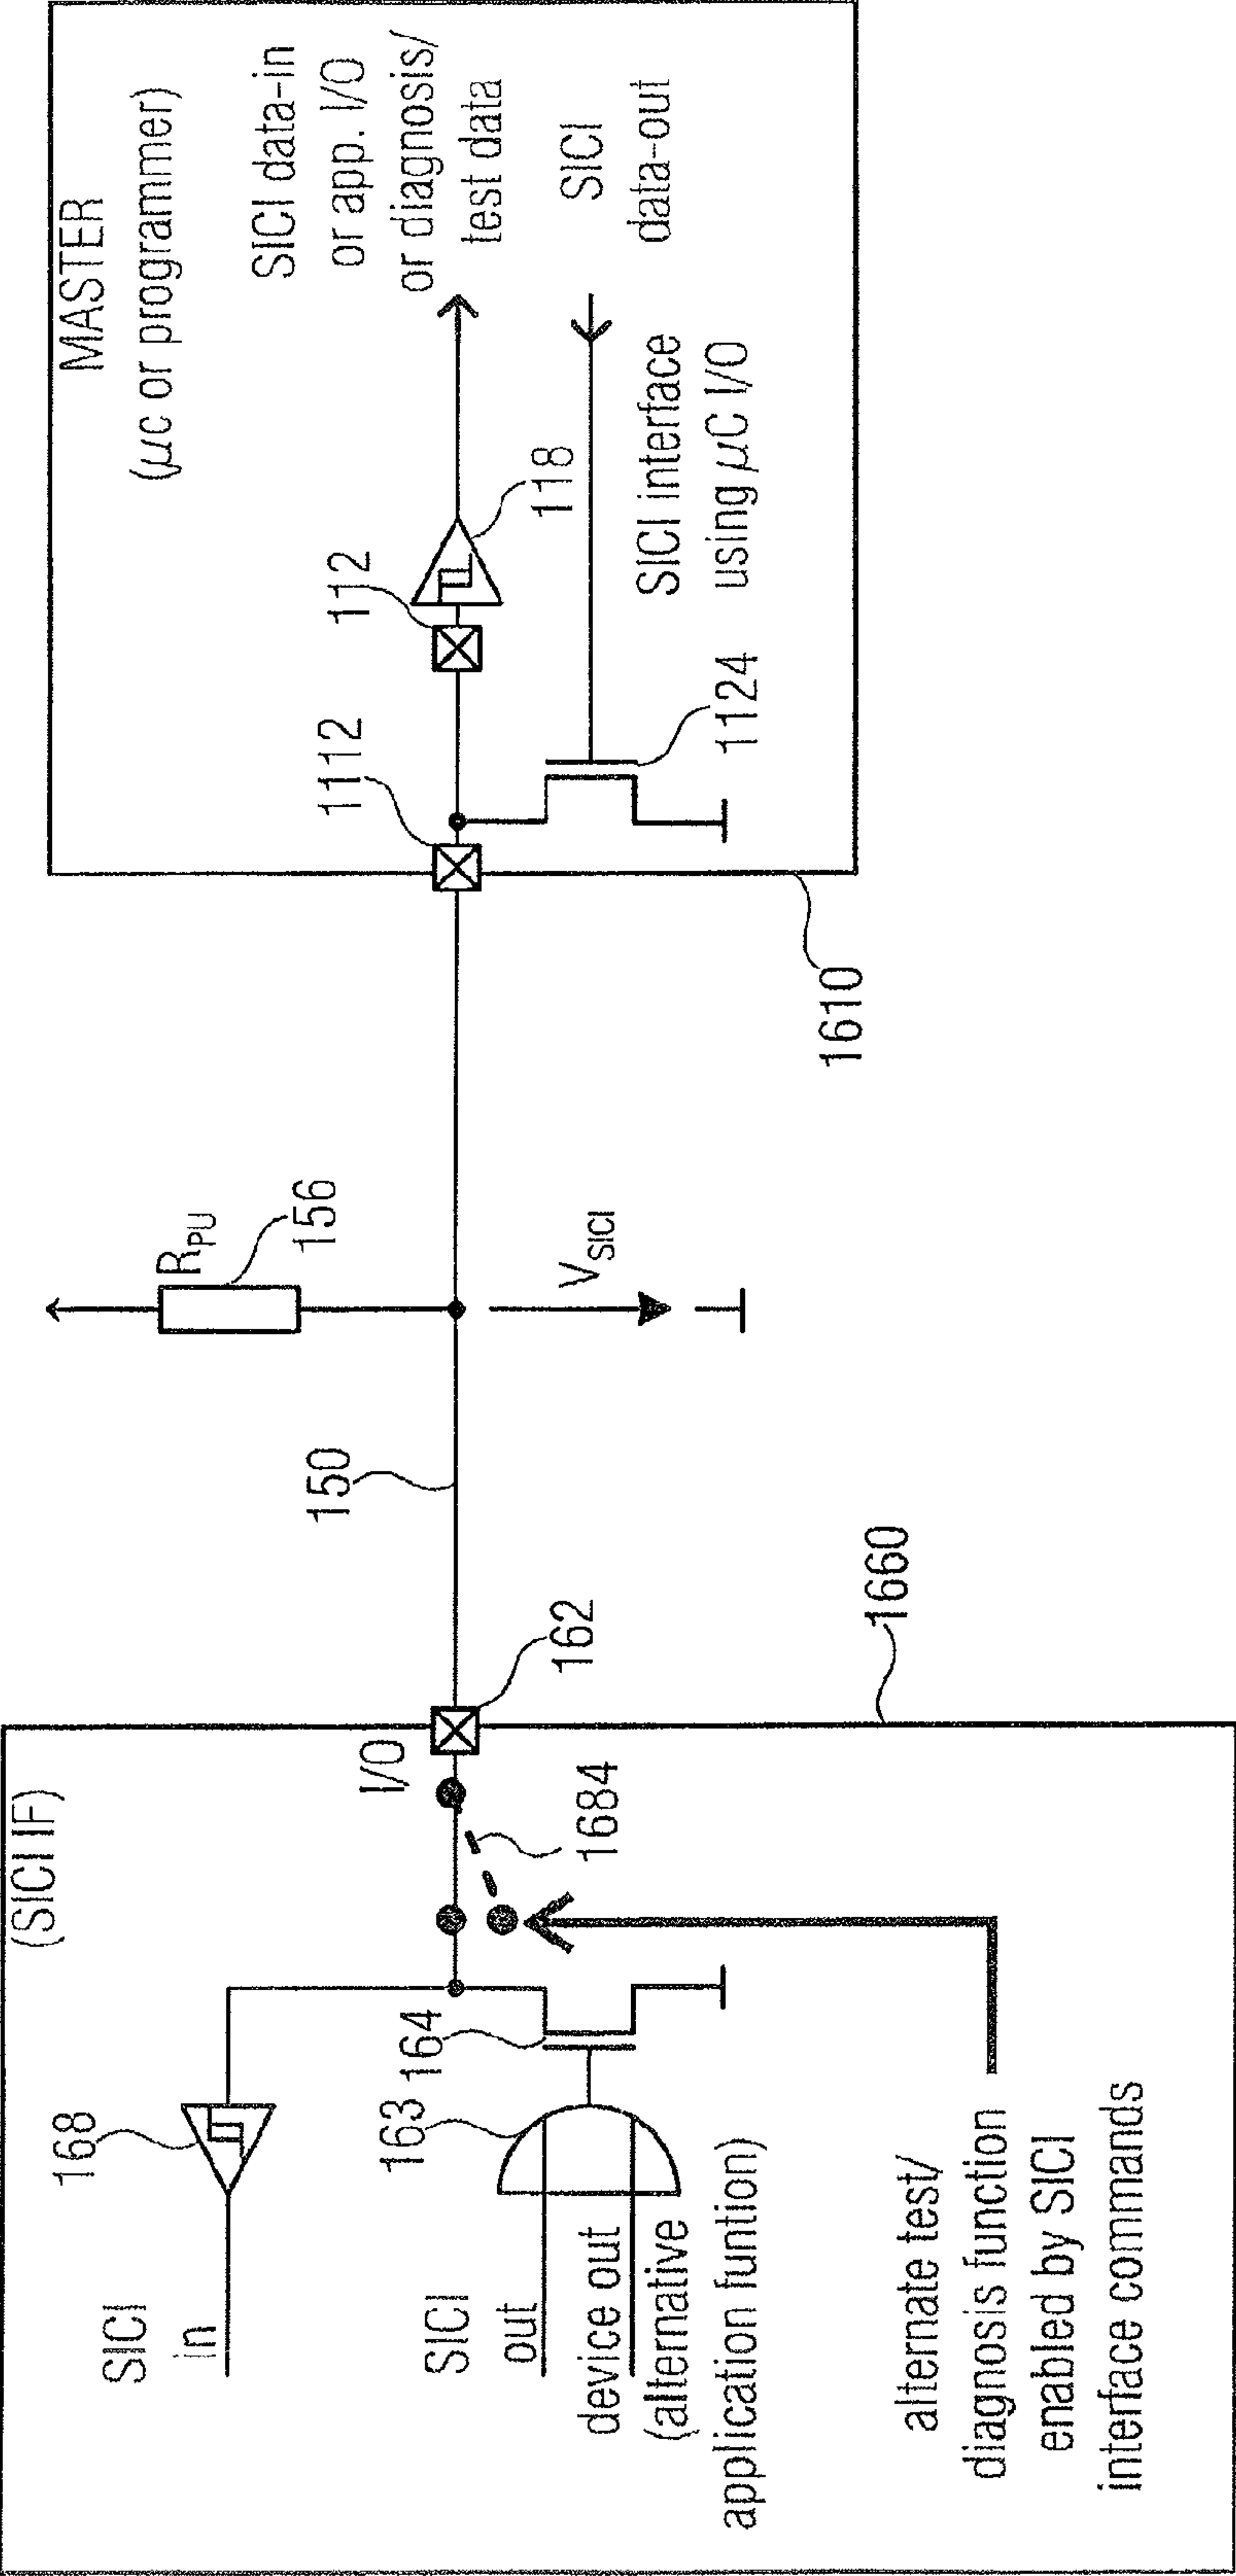 (SICI IF)
SICI
in
168
SICI
out
163
164
device out
(alternative
application funtion)
alternate test/
diagnosis function
enabled by SICI
interface commands
I/O
162
1684
1660
150
RPU
156
VSICI
1610
MASTER
(µc or programmer)
SICI data-in
or app. I/O
or diagnosis/
test data
SICI
data-out
1112
112
118
SICI interface
using µC I/O
1124